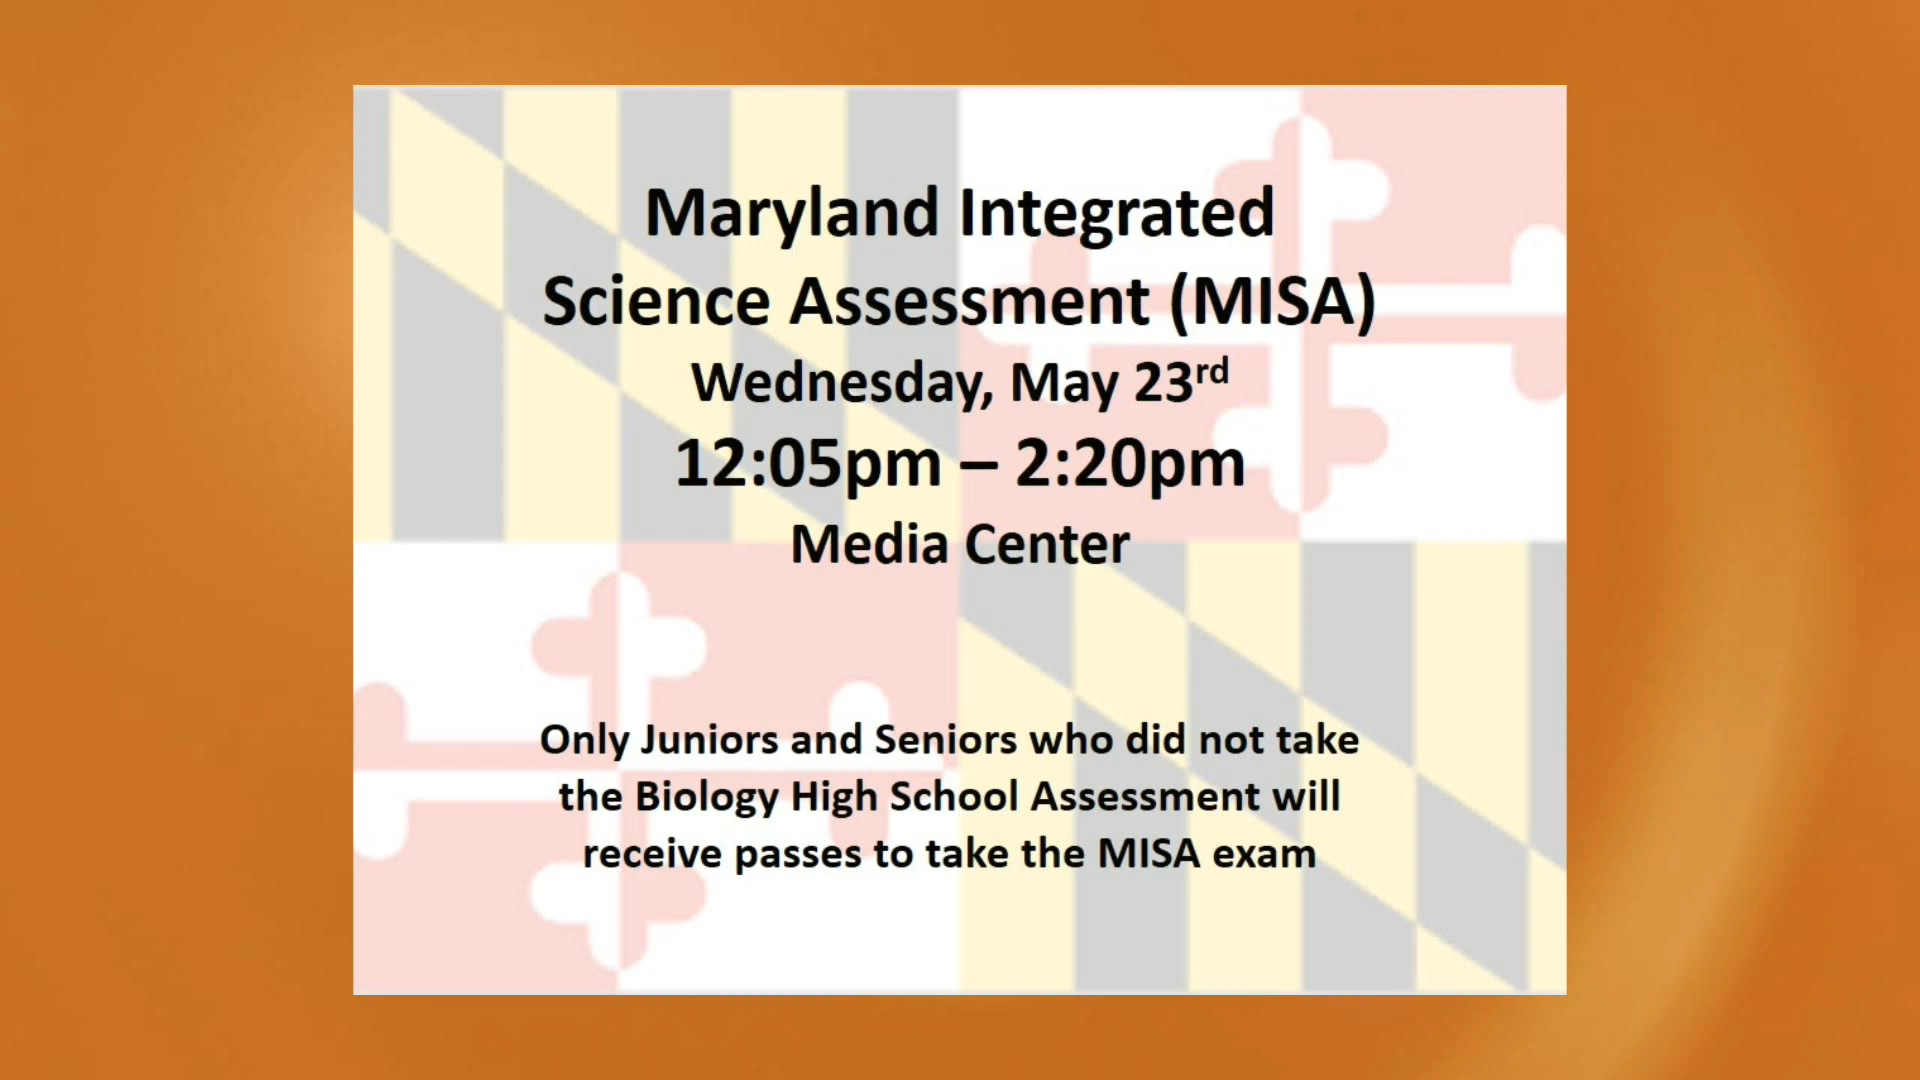 Maryland Integrated
Science Assessment (MISA)
Wednesday, May 23rd
12:05pm – 2:20pm
Media Center
Only Juniors and Seniors who did not take
the Biology High School Assessment will
receive passes to take the MISA exam